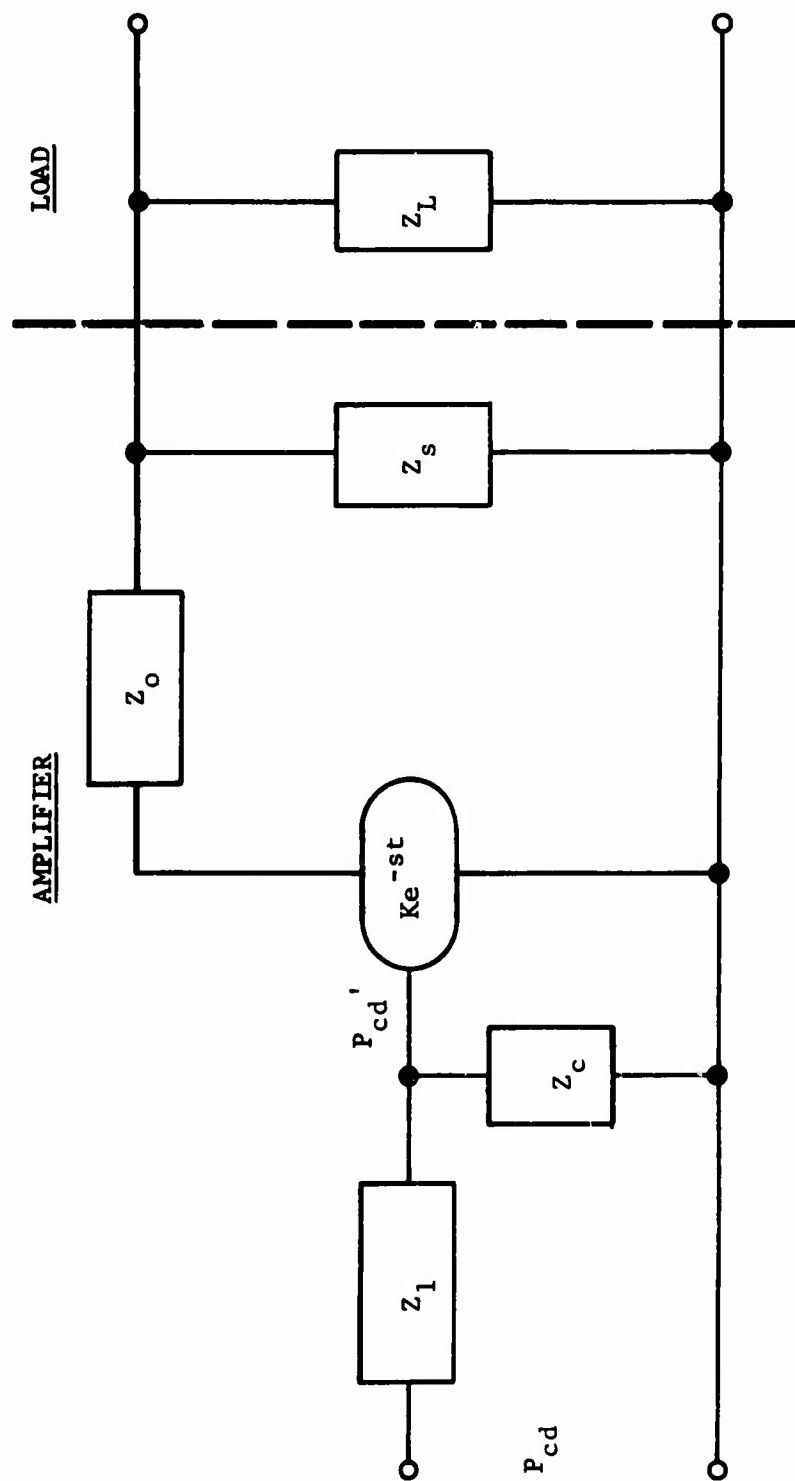 AMPLIFIER
LOAD
Z_o
Z_s
Z_L
Ke^-st
P_cd'
Z_1
Z_c
P_cd